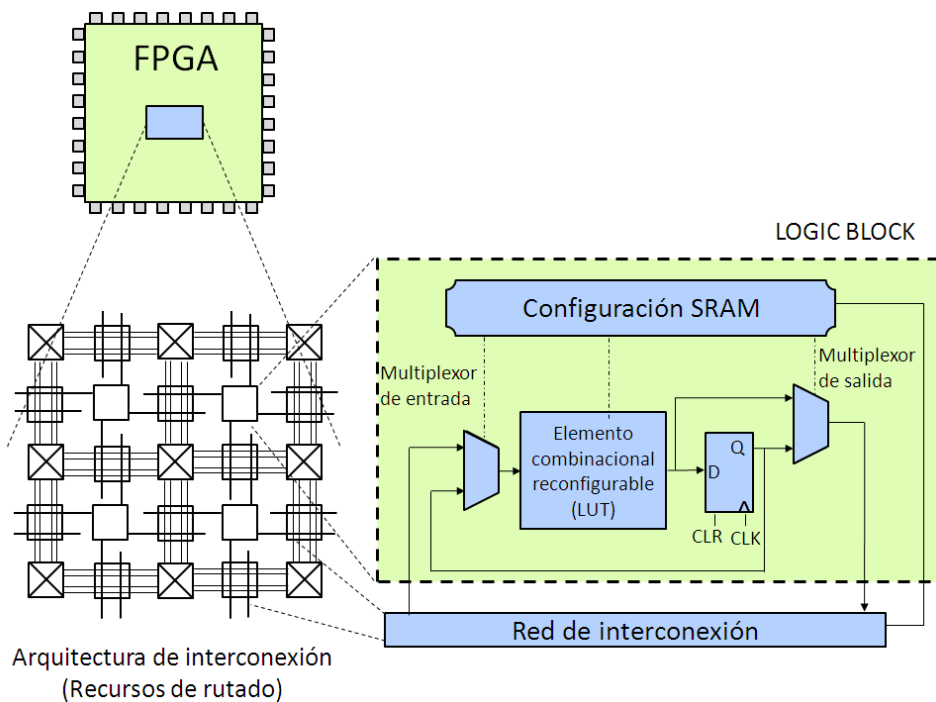 FPGA
LOGIC BLOCK
Configuración SRAM
Multiplexor
de entrada
Multiplexor
de salida
Elemento
combinacional
reconfigurable
(LUT)
Q
D
CLR
CLK
Red de interconexión
Arquitectura de interconexión
(Recursos de rutado)